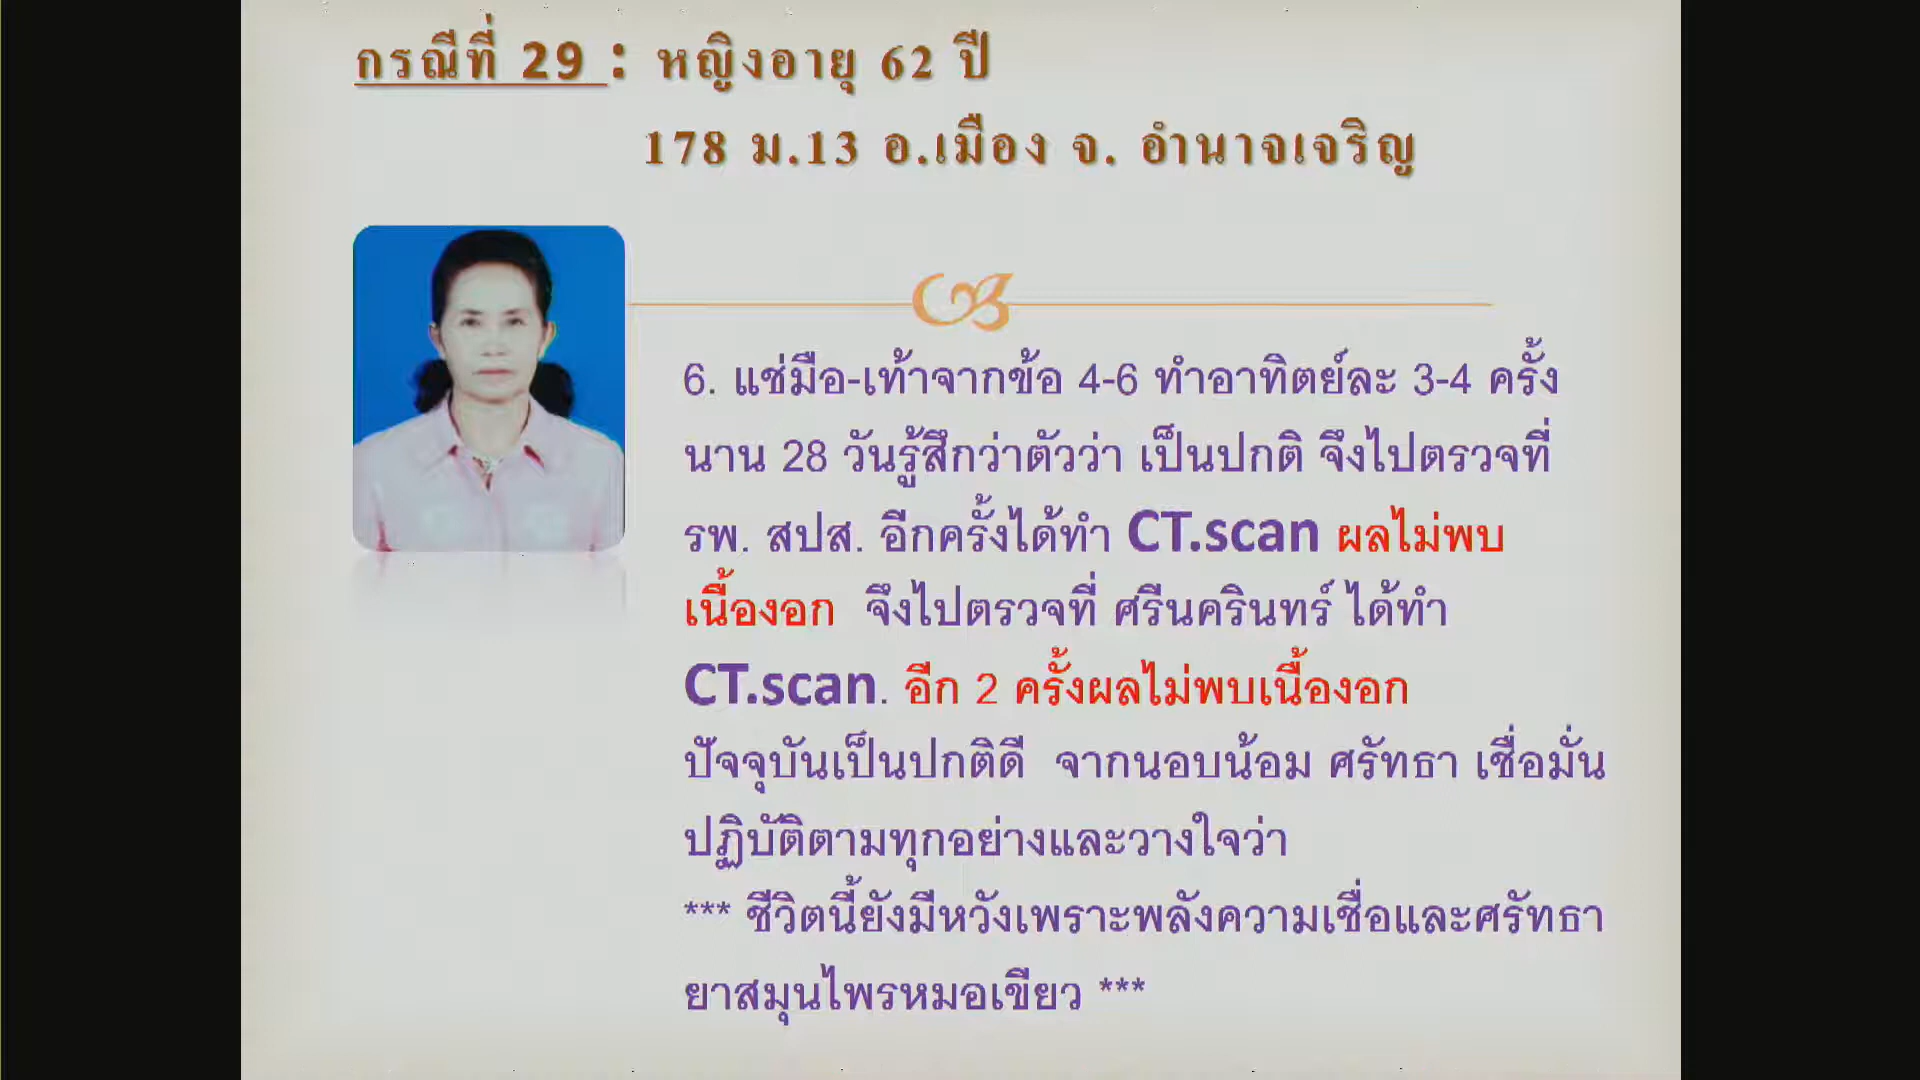 กรณีที่ 29 : หญิงอายุ 62 ปี
178 ม.13 อ.เมือง จ. อำนาจเจริญ
6. แช่มือ-เท้าจากข้อ 4-6 ทำอาทิตย์ละ 3-4 ครั้ง
นาน 28 วันรู้สึกว่าตัวว่า เป็นปกติ จึงไปตรวจที่
รพ. สปส. อีกครั้งได้ทำ CT.scan ผลไม่พบ
เนื้องอก จึงไปตรวจที่ ศรีนครินทร์ ได้ทำ
CT.scan. อีก 2 ครั้งผลไม่พบเนื้องอก
ปัจจุบันเป็นปกติดี จากนอบน้อม ศรัทธา เชื่อมั่น
ปฏิบัติตามทุกอย่างและวางใจว่า
*** ชีวิตนี้ยังมีหวังเพราะพลังความเชื่อและศรัทธา
ยาสมุนไพรหมอเขียว ***